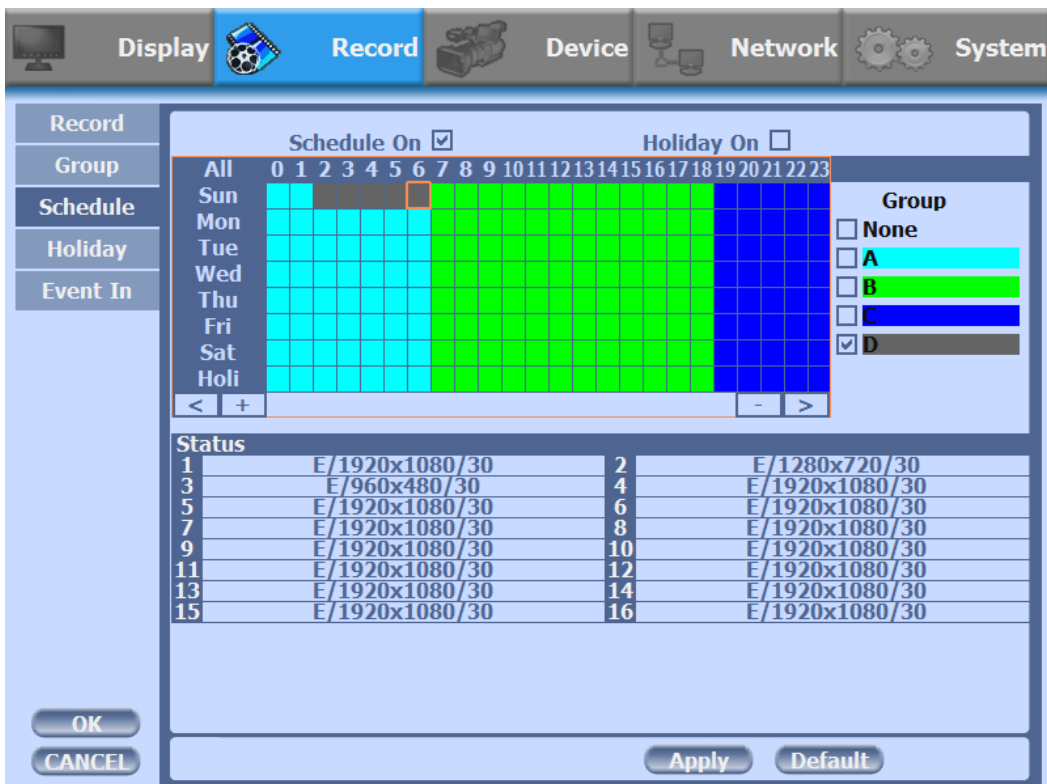 Display Record Device Network System
Record
Group
Schedule
Holiday
Event In
Schedule On Holiday On
All 0 1 2 3 4 5 6 7 8 9 10 11 12 13 14 15 16 17 18 19 20 21 22 23
Sun
Mon
Tue
Wed
Thu
Fri
Sat
Holi
< + - >
Group
None
A
B
C
D
Status
1 E/1920x1080/30 2 E/1280x720/30
3 E/960x480/30 4 E/1920x1080/30
5 E/1920x1080/30 6 E/1920x1080/30
7 E/1920x1080/30 8 E/1920x1080/30
9 E/1920x1080/30 10 E/1920x1080/30
11 E/1920x1080/30 12 E/1920x1080/30
13 E/1920x1080/30 14 E/1920x1080/30
15 E/1920x1080/30 16 E/1920x1080/30
OK
CANCEL
Apply Default